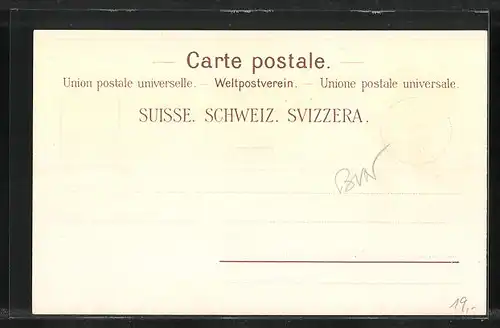 — Carte postale. —
Union postale universelle. — Weltpostverein. — Unione postale universale.
SUISSE. SCHWEIZ. SVIZZERA.
19,-